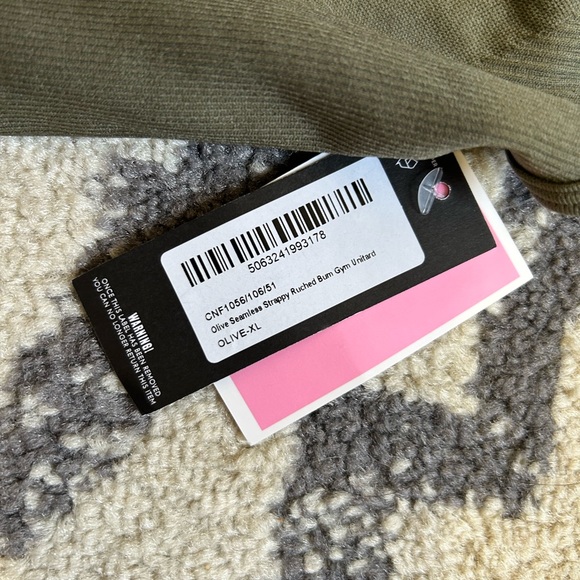 5063241993178
CNF1056/106/51
Olive Seamless Strappy Ruched Bum Gym Unitard
OLIVE-XL
WARNING!
ONCE THIS LABEL HAS BEEN REMOVED
YOU CAN NO LONGER RETURN THIS ITEM